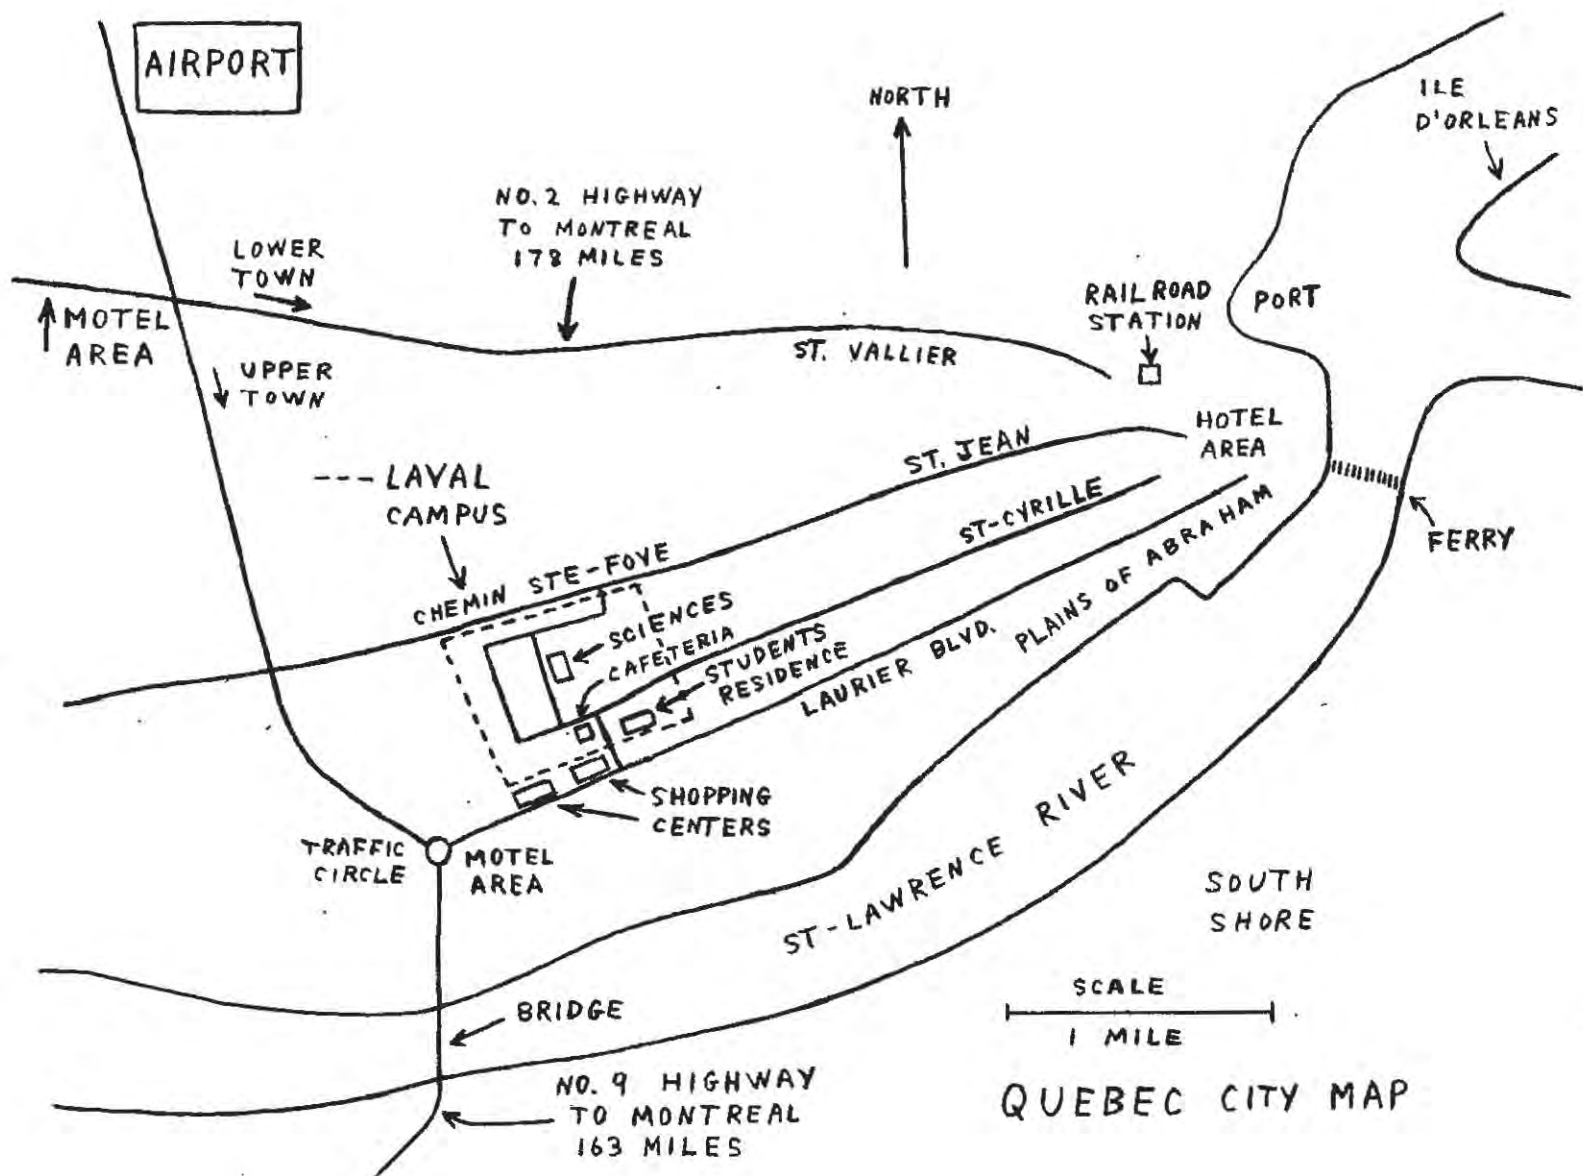 AIRPORT
NORTH
ILE
D'ORLEANS
NO. 2 HIGHWAY
TO MONTREAL
178 MILES
LOWER
TOWN
RAILROAD
STATION
PORT
MOTEL
AREA
ST. VALLIER
UPPER
TOWN
HOTEL
AREA
ST. JEAN
--- LAVAL
CAMPUS
ST-CYRILLE
FERRY
CHEMIN STE-FOYE
PLAINS OF ABRAHAM
SCIENCES
CAFETERIA
STUDENTS
RESIDENCE
LAURIER BLVD.
SHOPPING
CENTERS
TRAFFIC
CIRCLE
MOTEL
AREA
ST-LAWRENCE RIVER
SOUTH
SHORE
SCALE
1 MILE
BRIDGE
NO. 9 HIGHWAY
TO MONTREAL
163 MILES
QUEBEC CITY MAP